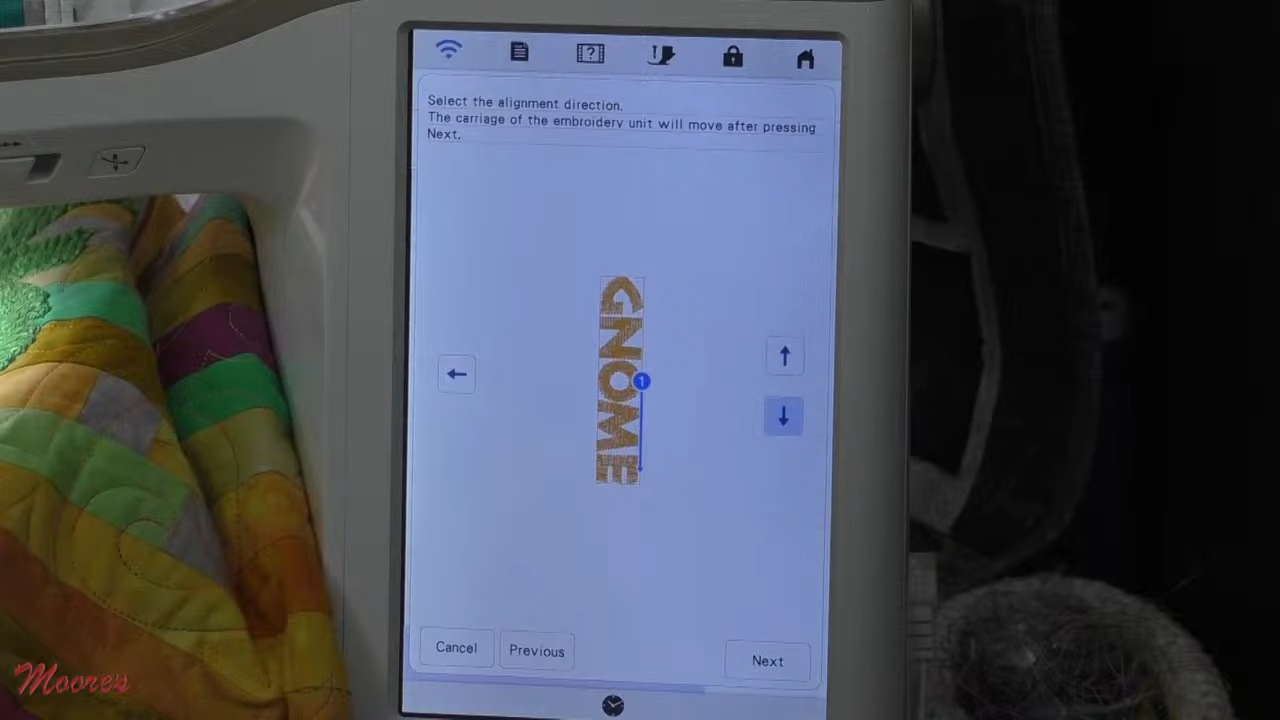 ?
Select the alignment direction.
The carriage of the embroidery unit will move after pressing
Next.
GNOME
1
Cancel
Previous
Next
Moores